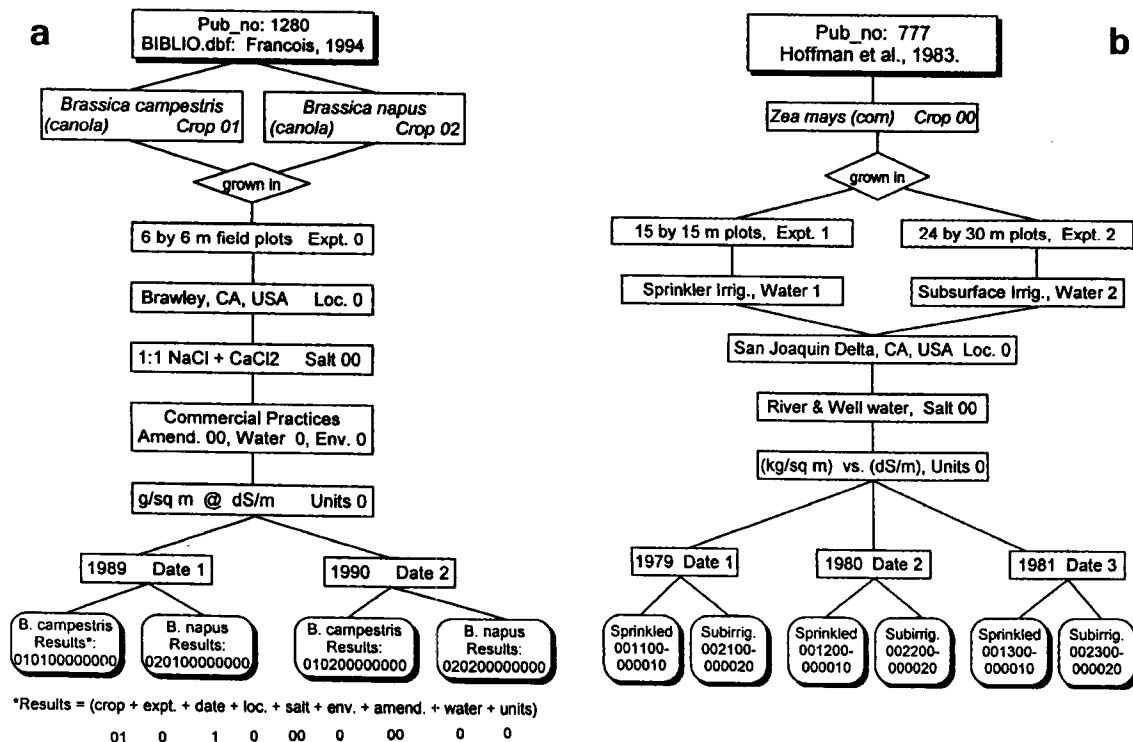 a
Pub_no: 1280
BIBLIO.dbf: Francois, 1994
Brassica campestris
(canola) Crop 01
Brassica napus
(canola) Crop 02
grown in
6 by 6 m field plots Expt. 0
Brawley, CA, USA Loc. 0
1:1 NaCl + CaCl2 Salt 00
Commercial Practices
Amend. 00, Water 0, Env. 0
g/sq m @ dS/m Units 0
1989 Date 1
1990 Date 2
B. campestris
Results*:
010100000000
B. napus
Results:
020100000000
B. campestris
Results:
010200000000
B. napus
Results:
020200000000
*Results = (crop + expt. + date + loc. + salt + env. + amend. + water + units)
01 0 1 0 00 0 00 0 0
b
Pub_no: 777
Hoffman et al., 1983.
Zea mays (corn) Crop 00
grown in
15 by 15 m plots, Expt. 1
24 by 30 m plots, Expt. 2
Sprinkler Irrig., Water 1
Subsurface Irrig., Water 2
San Joaquin Delta, CA, USA Loc. 0
River & Well water, Salt 00
(kg/sq m) vs. (dS/m), Units 0
1979 Date 1
1980 Date 2
1981 Date 3
Sprinkled
001100-
000010
Subirrig.
002100-
000020
Sprinkled
001200-
000010
Subirrig.
002200-
000020
Sprinkled
001300-
000010
Subirrig.
002300-
000020